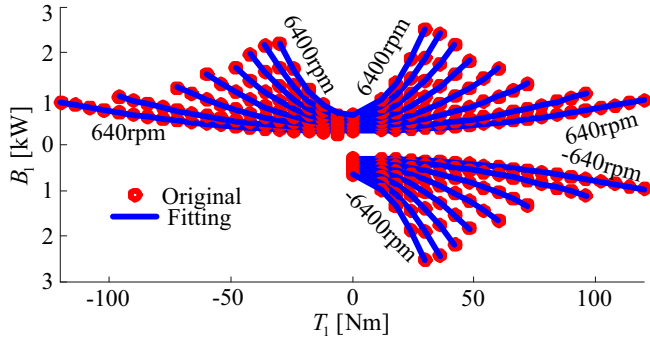 3
6400rpm
6400rpm
2
1
640rpm
640rpm
0
-640rpm
1
Original
Fitting
-6400rpm
2
3
B1 [kW]
-100
-50
0
50
100
T1 [Nm]